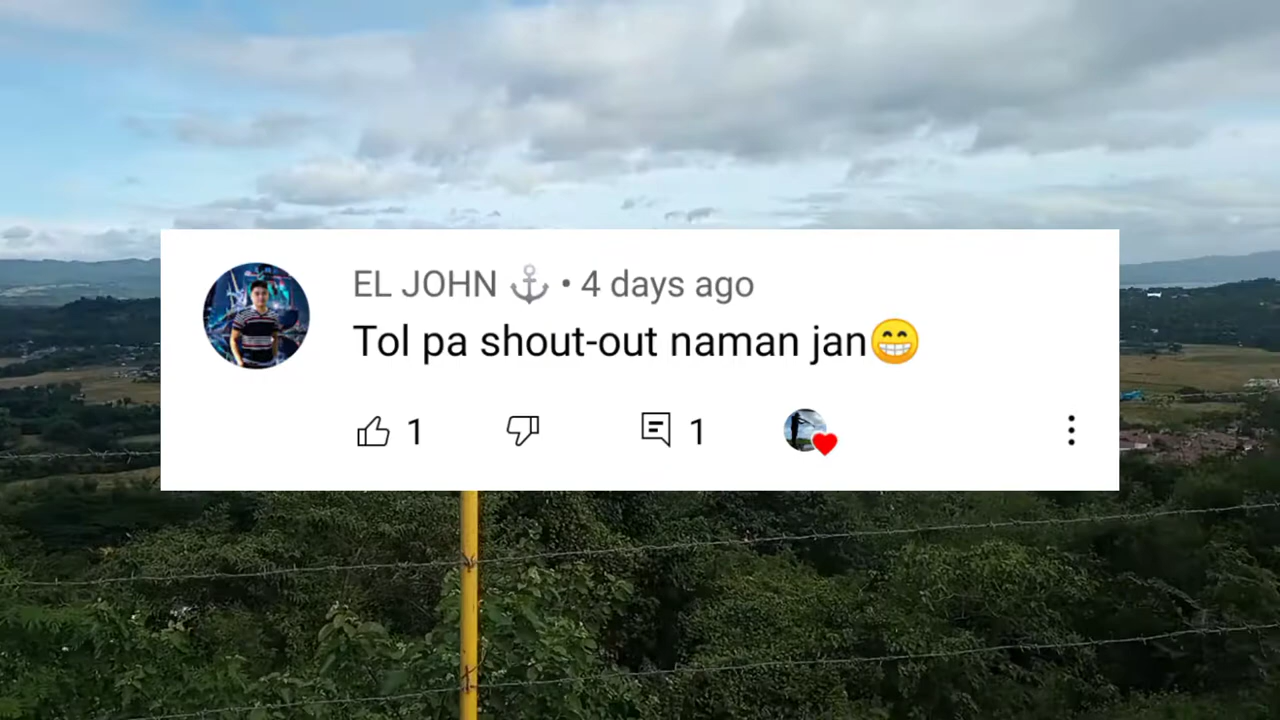 EL JOHN ⚓ • 4 days ago
Tol pa shout-out naman jan😁
1
1